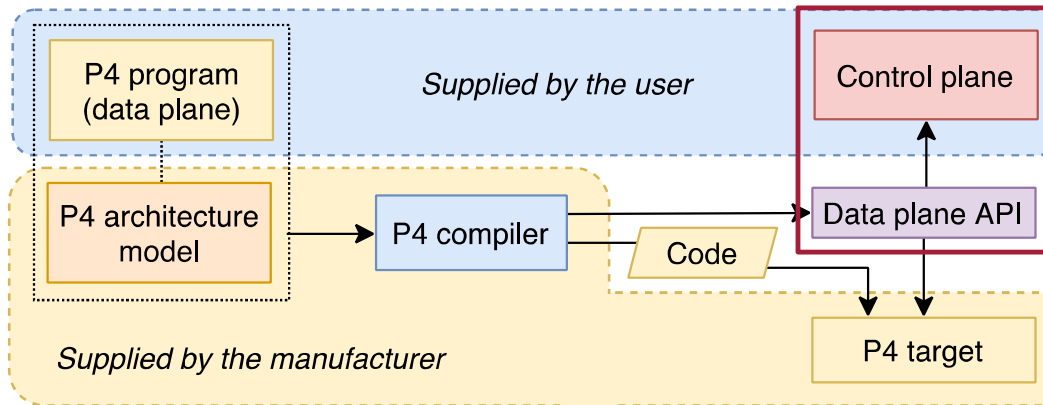 P4 program
(data plane)
Supplied by the user
Control plane
P4 architecture
model
P4 compiler
Data plane API
Code
P4 target
Supplied by the manufacturer